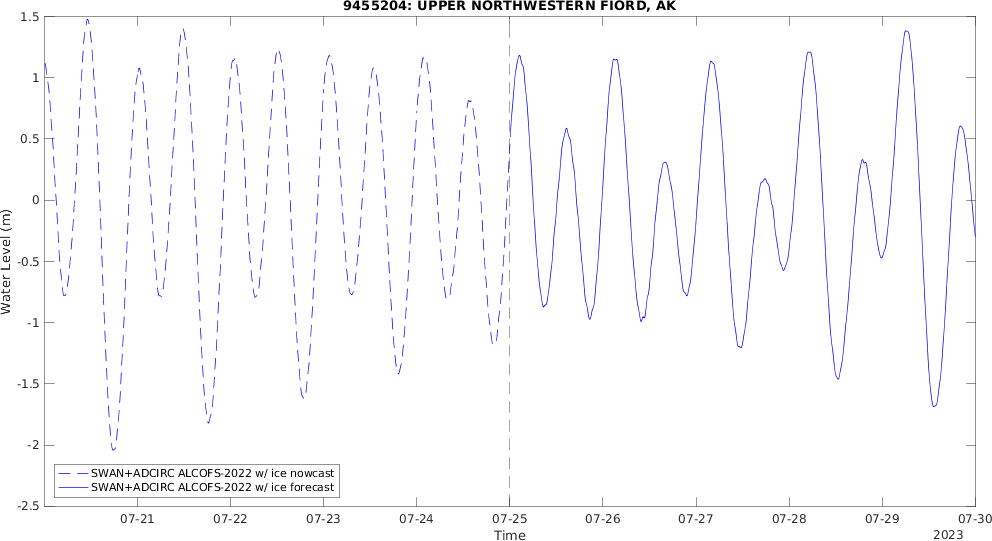 9455204: UPPER NORTHWESTERN FIORD, AK
1.5
1
0.5
0
-0.5
-1
-1.5
-2
-2.5
Water Level (m)
SWAN+ADCIRC ALCOFS-2022 w/ ice nowcast
SWAN+ADCIRC ALCOFS-2022 w/ ice forecast
07-21 07-22 07-23 07-24 07-25 07-26 07-27 07-28 07-29 07-30
Time
2023